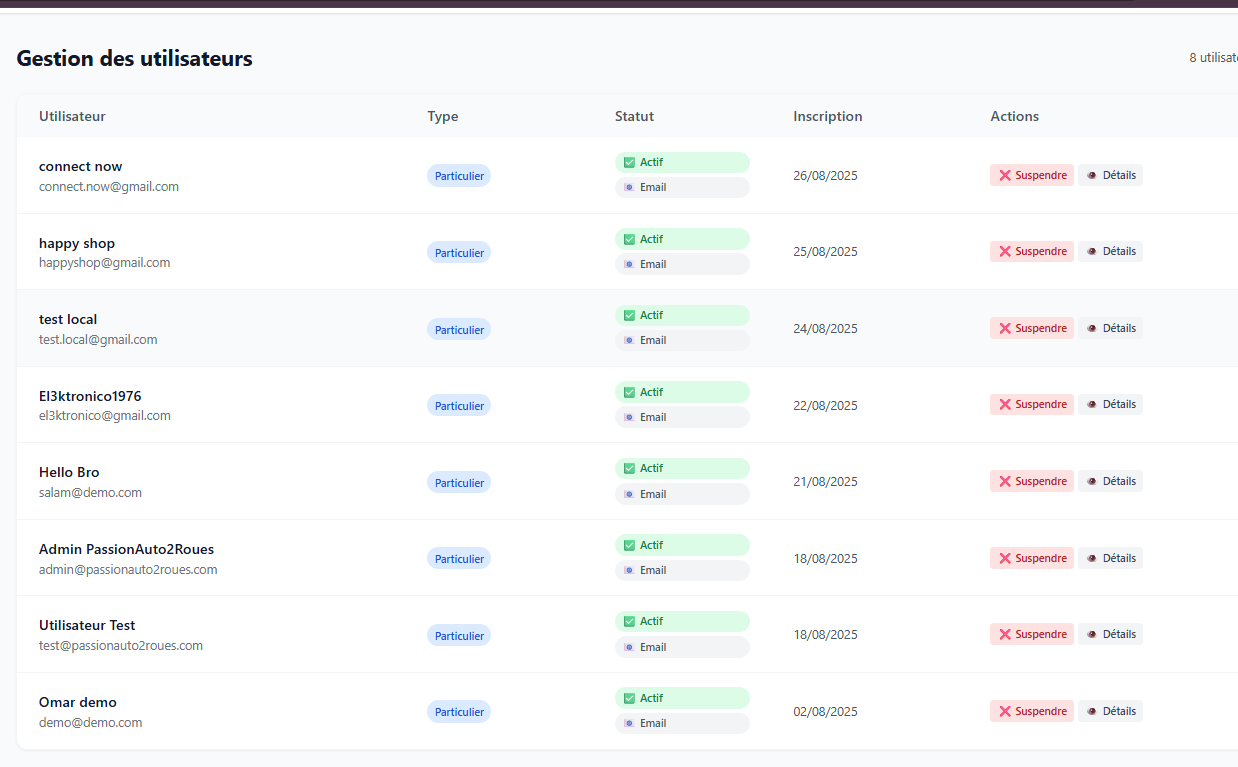 Gestion des utilisateurs
8 utilisate
Utilisateur Type Statut Inscription Actions
connect now
connect.now@gmail.com
Particulier
Actif
Email
26/08/2025
Suspendre Détails
happy shop
happyshop@gmail.com
Particulier
Actif
Email
25/08/2025
Suspendre Détails
test local
test.local@gmail.com
Particulier
Actif
Email
24/08/2025
Suspendre Détails
El3ktronico1976
el3ktronico@gmail.com
Particulier
Actif
Email
22/08/2025
Suspendre Détails
Hello Bro
salam@demo.com
Particulier
Actif
Email
21/08/2025
Suspendre Détails
Admin PassionAuto2Roues
admin@passionauto2roues.com
Particulier
Actif
Email
18/08/2025
Suspendre Détails
Utilisateur Test
test@passionauto2roues.com
Particulier
Actif
Email
18/08/2025
Suspendre Détails
Omar demo
demo@demo.com
Particulier
Actif
Email
02/08/2025
Suspendre Détails